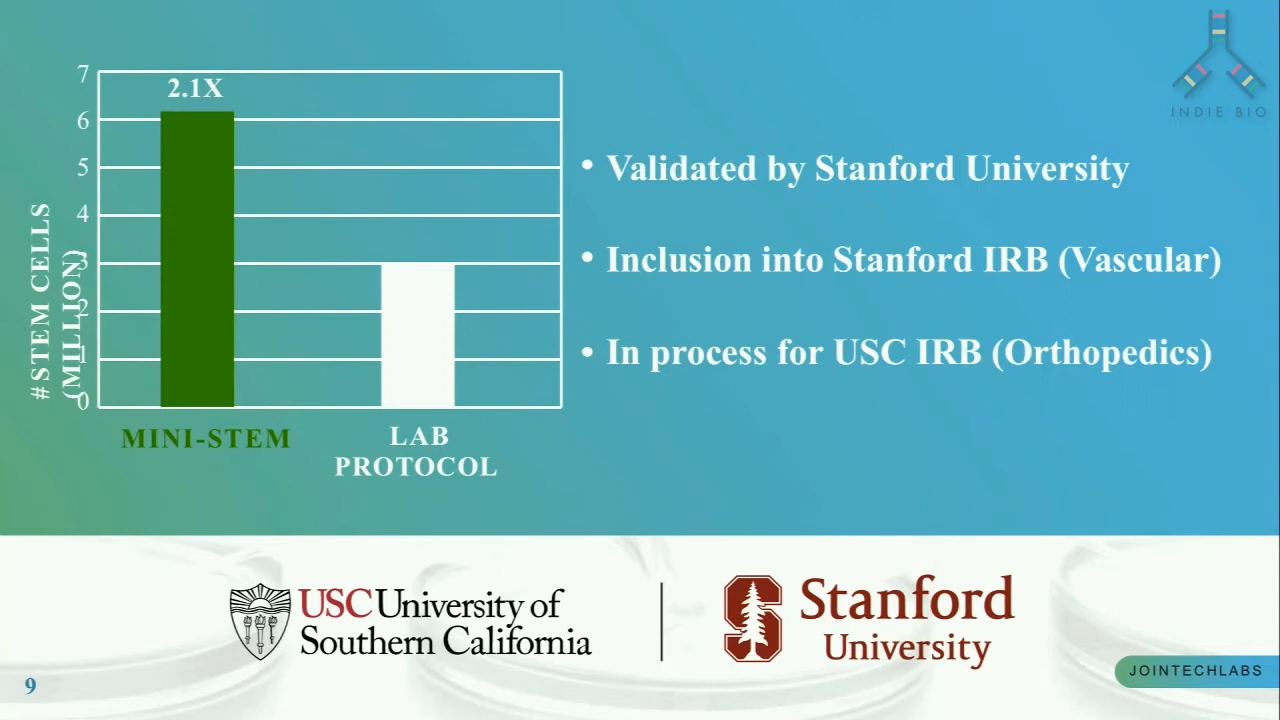 INDIE BIO
7
6
5
4
3
2
1
0
# STEM CELLS
(MILLION)
2.1X
MINI-STEM
LAB
PROTOCOL
• Validated by Stanford University
• Inclusion into Stanford IRB (Vascular)
• In process for USC IRB (Orthopedics)
USC University of
Southern California
Stanford
University
JOINTECHLABS
9